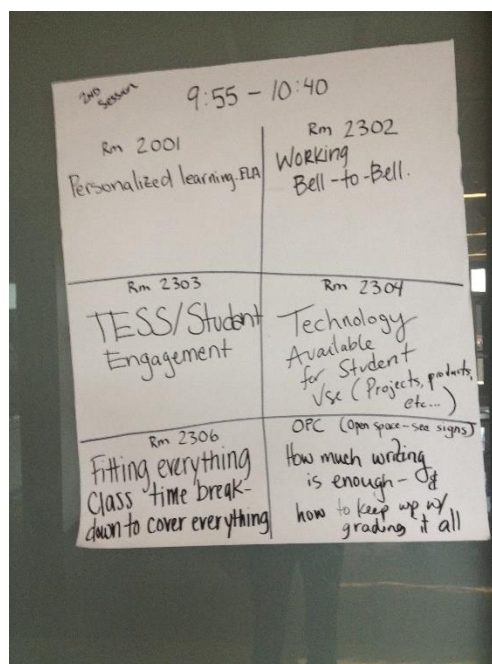 2ND
Session
9:55 - 10:40
Rm 2001
Personalized learning-FLA
Rm 2302
Working
Bell-to-Bell.
Rm 2303
TESS/Student
Engagement
Rm 2304
Technology
Available
for Student
Use (Projects, products,
etc...)
Rm 2306
Fitting everything
Class time break-
down to cover everything
OPC (Open space-see signs)
How much writing
is enough - &
how to keep up w/
grading it all